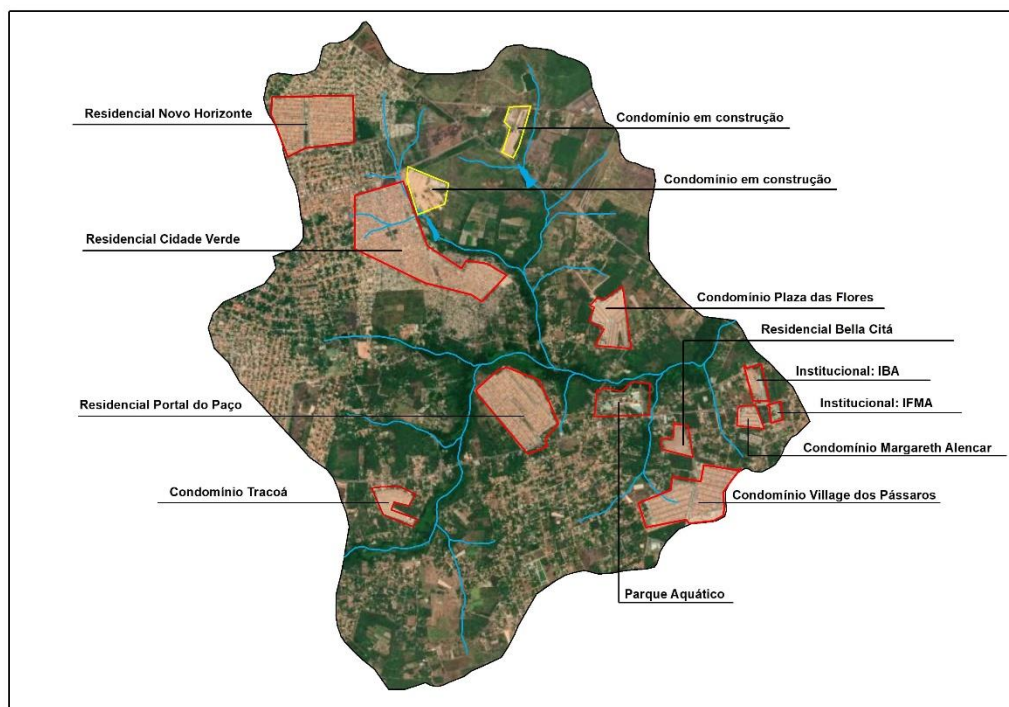 Residencial Novo Horizonte
Condomínio em construção
Condomínio em construção
Residencial Cidade Verde
Condomínio Plaza das Flores
Residencial Bella Citá
Institucional: IBA
Institucional: IFMA
Residencial Portal do Paço
Condomínio Margareth Alencar
Condomínio Tracoá
Condomínio Village dos Pássaros
Parque Aquático